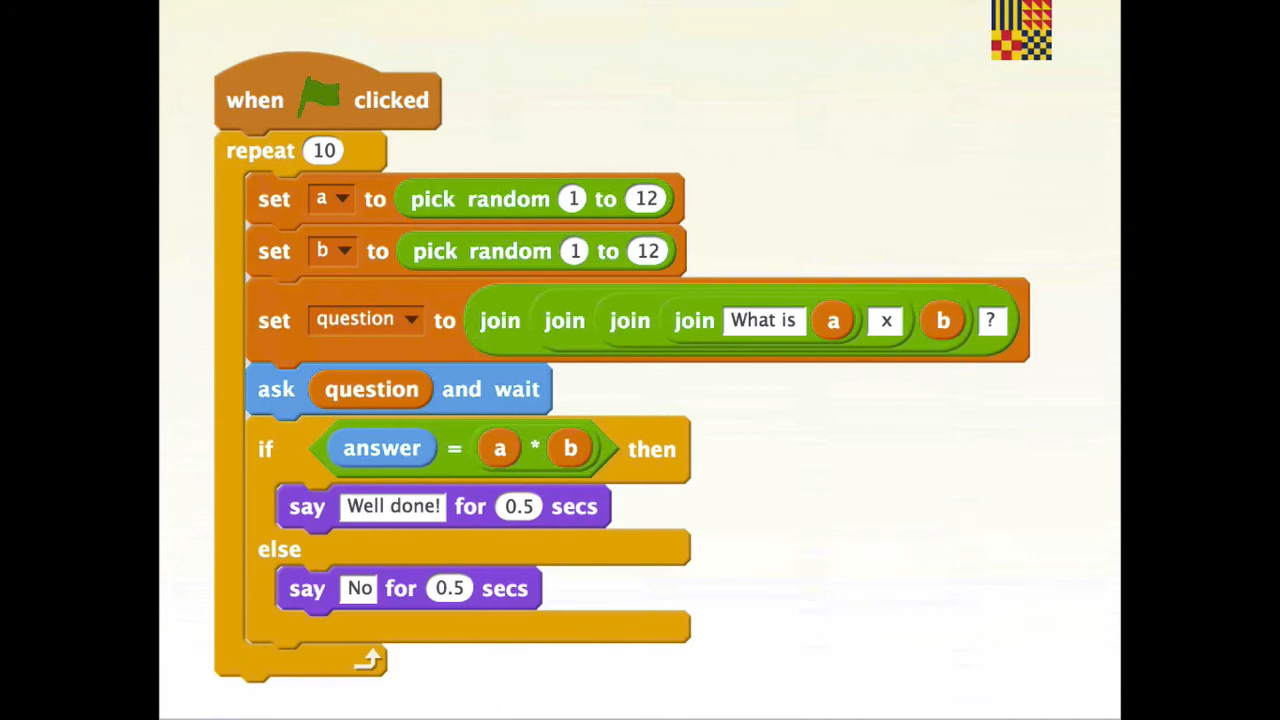 when clicked
repeat 10
set a to pick random 1 to 12
set b to pick random 1 to 12
set question to join join join join What is a x b ?
ask question and wait
if answer = a * b then
say Well done! for 0.5 secs
else
say No for 0.5 secs